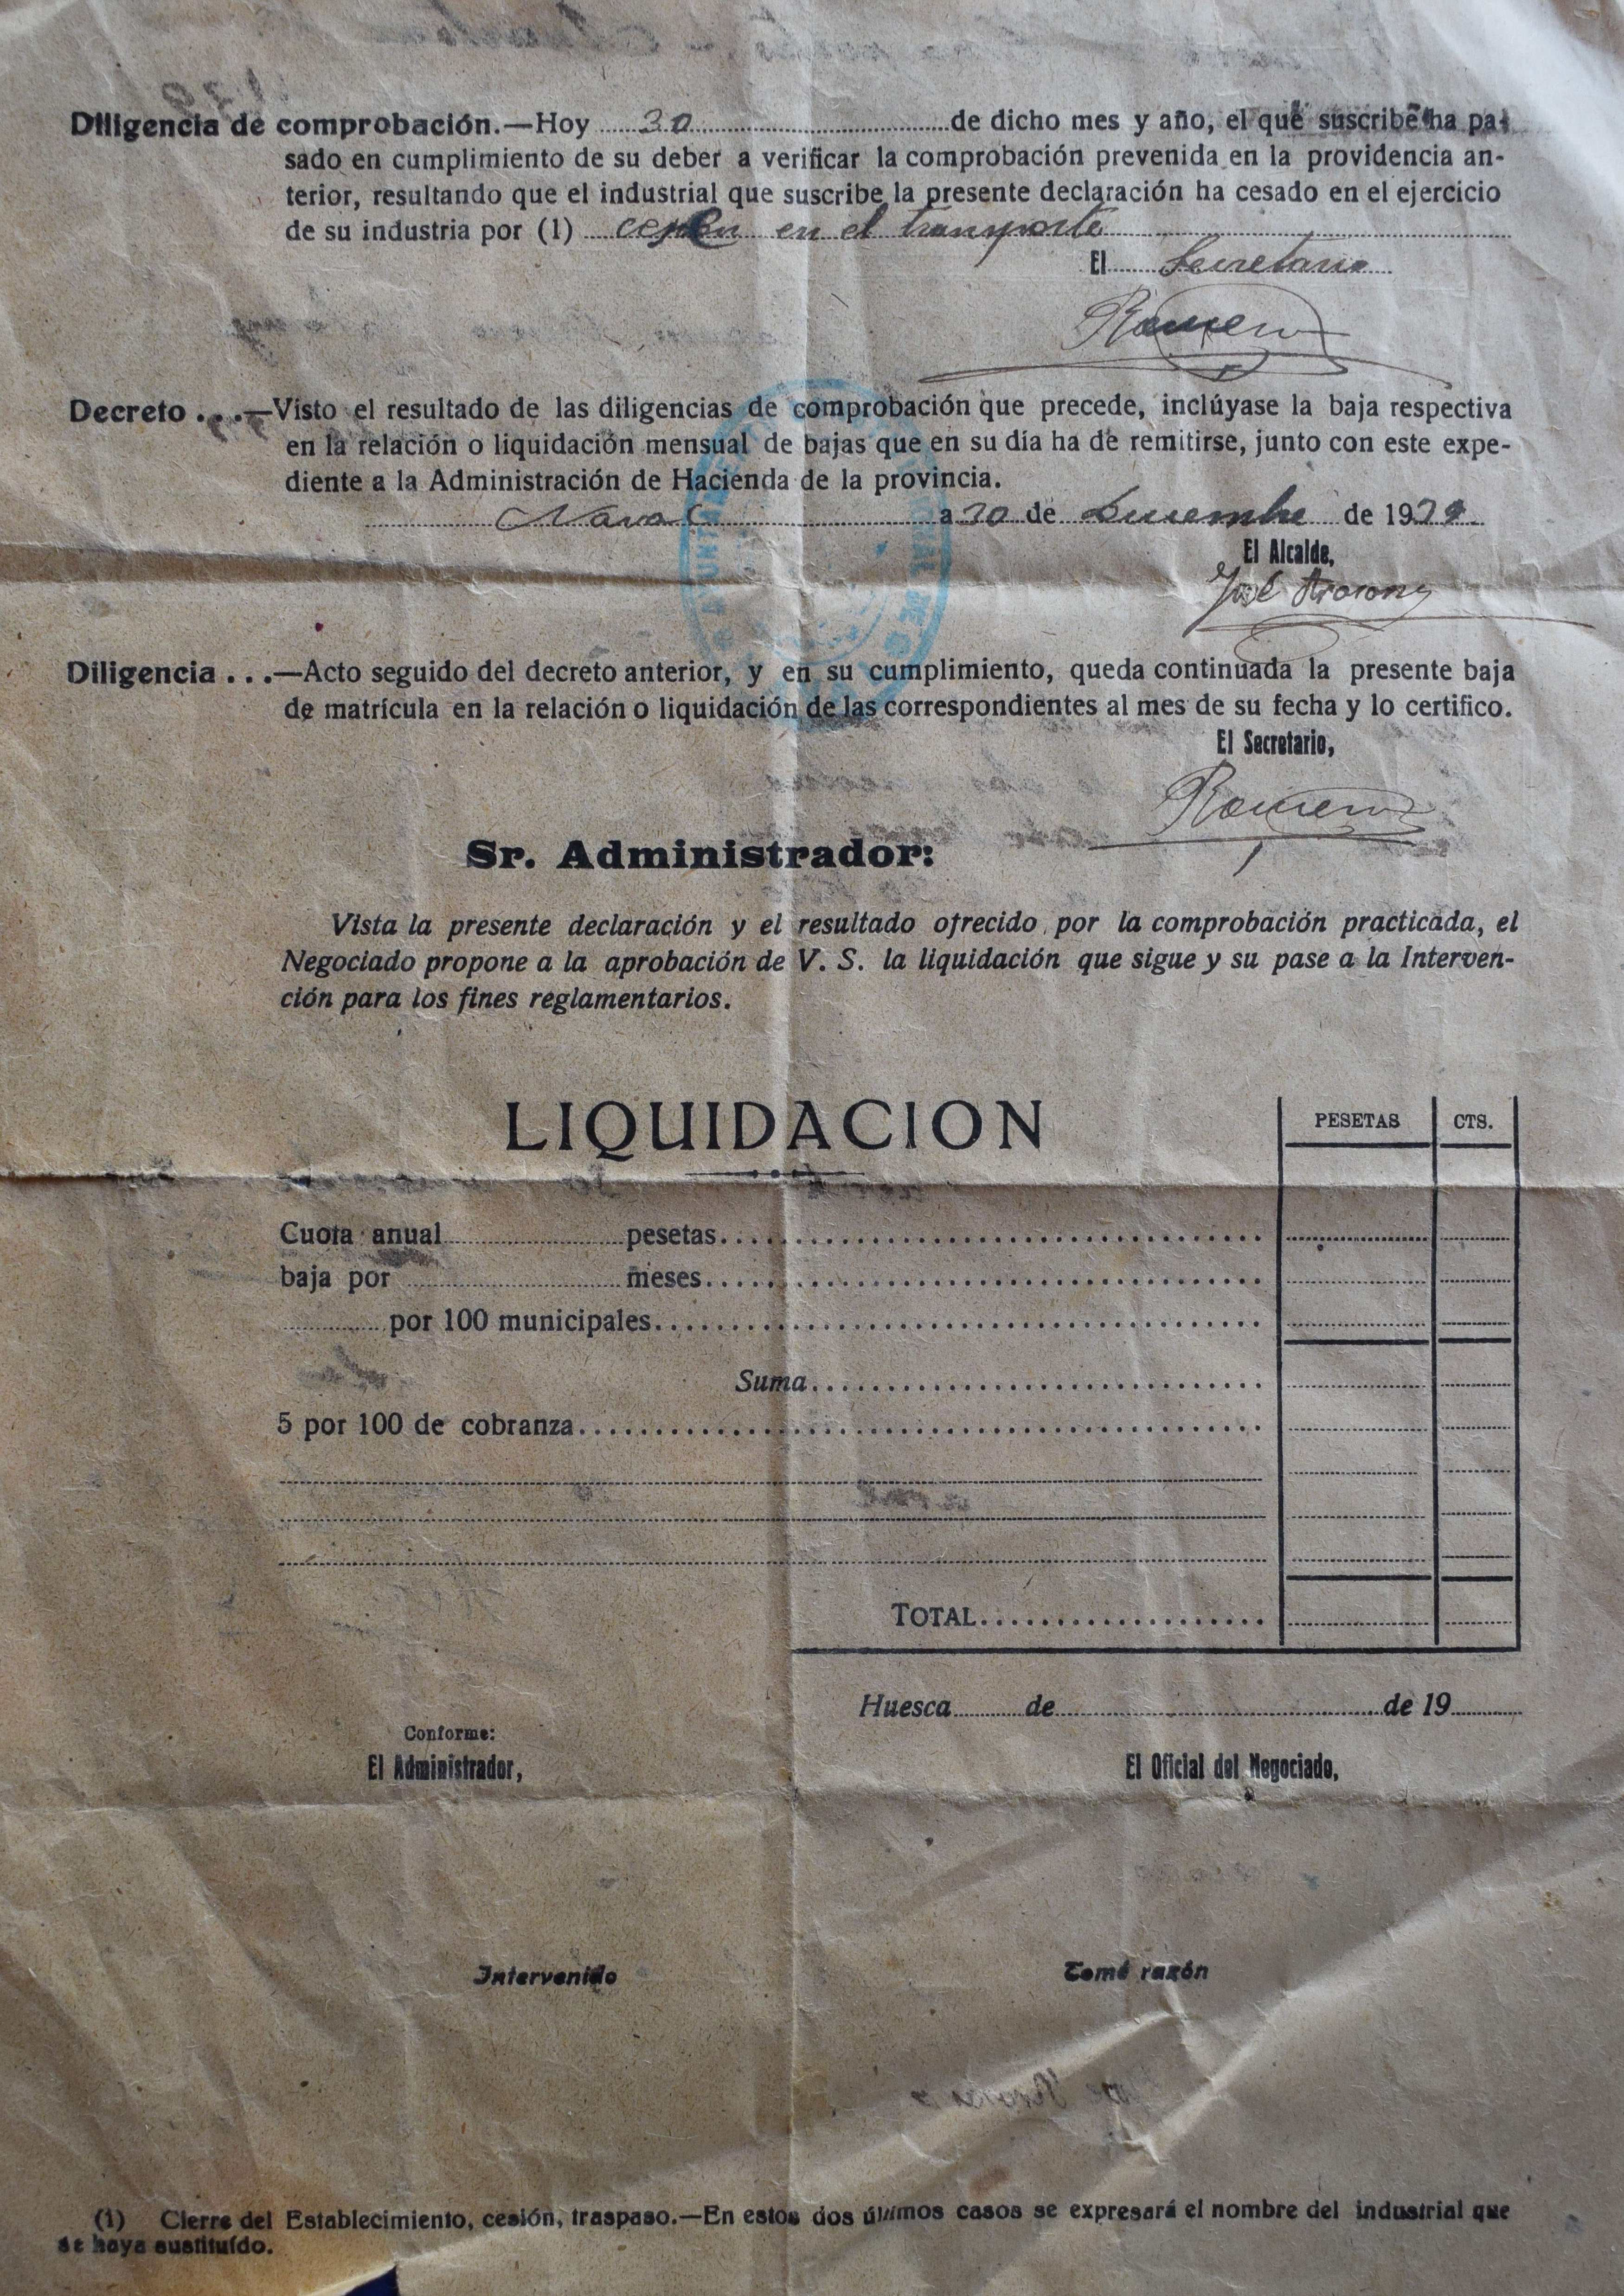 Diligencia de comprobación.—Hoy 30 de dicho mes y año, el que suscribe ha pa-
sado en cumplimiento de su deber a verificar la comprobación prevenida en la providencia an-
terior, resultando que el industrial que suscribe la presente declaración ha cesado en el ejercicio
de su industria por (1) en el transporte
El Secretario
Romero
Decreto . . .—Visto el resultado de las diligencias de comprobación que precede, inclúyase la baja respectiva
en la relación o liquidación mensual de bajas que en su día ha de remitirse, junto con este expe-
diente a la Administración de Hacienda de la provincia.
a 30 de de 19
El Alcalde,
José
AYUNTAMIENTO DE
Diligencia . . .—Acto seguido del decreto anterior, y en su cumplimiento, queda continuada la presente baja
de matrícula en la relación o liquidación de las correspondientes al mes de su fecha y lo certifico.
El Secretario,
Romero
Sr. Administrador:
Vista la presente declaración y el resultado ofrecido por la comprobación practicada, el
Negociado propone a la aprobación de V. S. la liquidación que sigue y su pase a la Interven-
ción para los fines reglamentarios.
LIQUIDACION
PESETAS CTS.
Cuota anual pesetas
baja por meses
por 100 municipales
Suma
5 por 100 de cobranza
TOTAL
Huesca de de 19
Conforme:
El Administrador,
El Oficial del Negociado,
Intervenido
Tomé razón
(1) Cierre del Establecimiento, cesión, traspaso.—En estos dos últimos casos se expresará el nombre del industrial que
se haya sustituído.